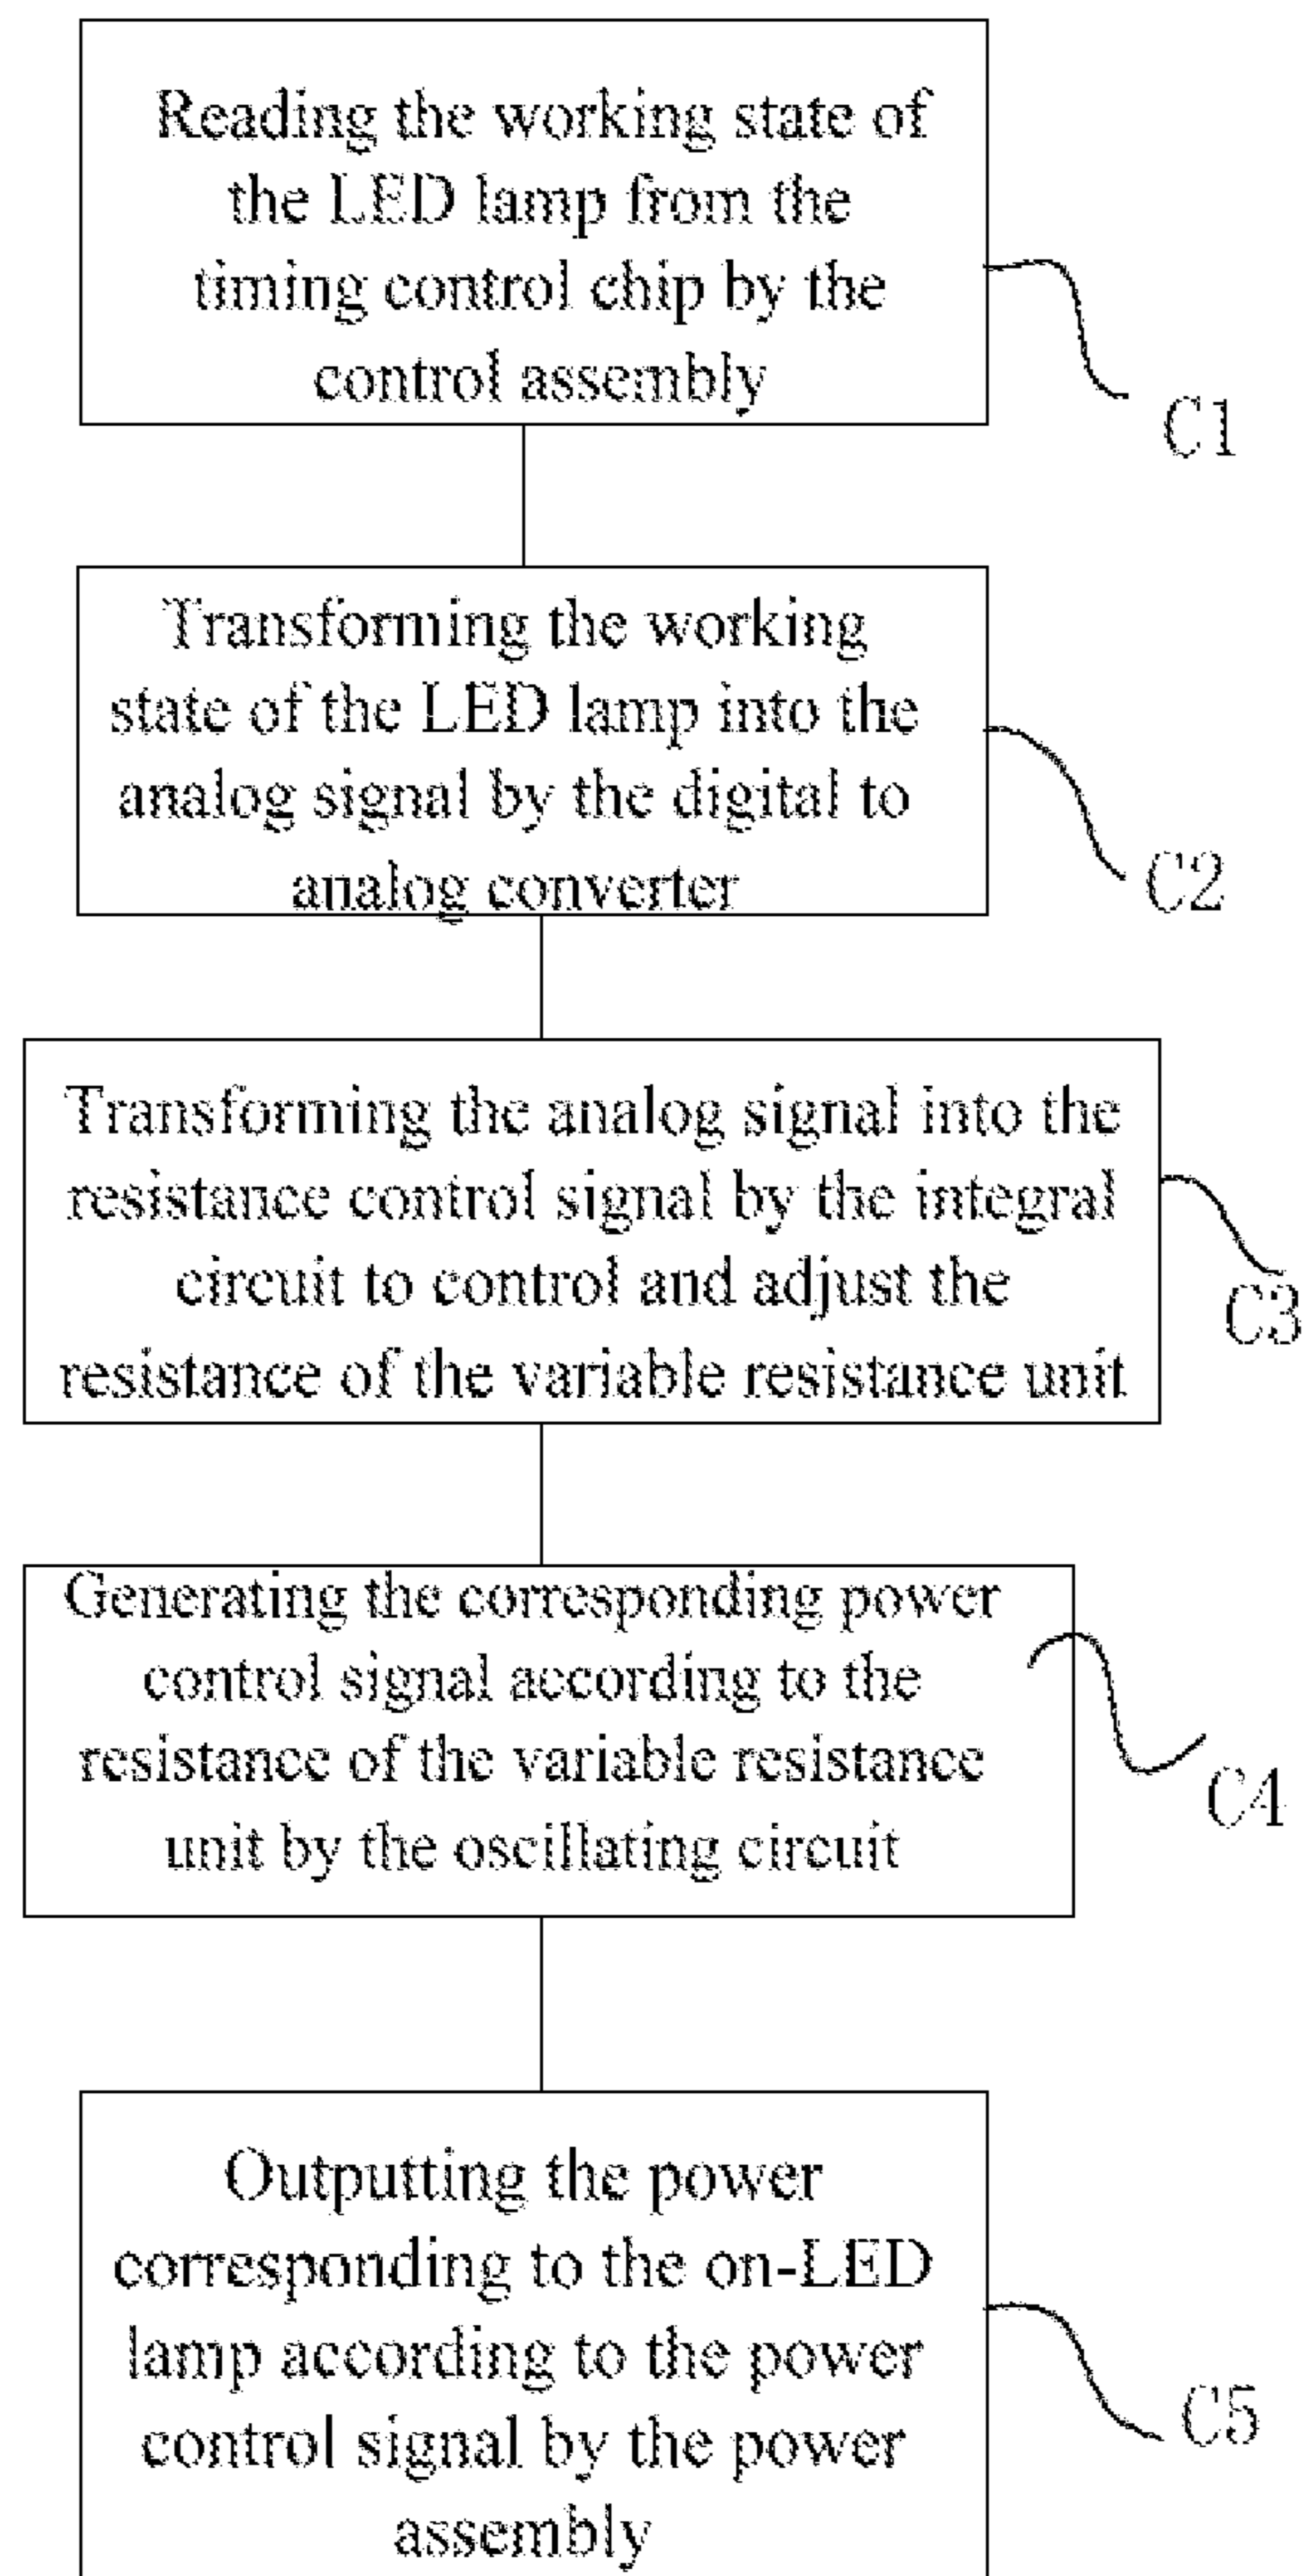 Reading the working state of
the LED lamp from the
timing control chip by the
control assembly
C1
Transforming the working
state of the LED lamp into the
analog signal by the digital to
analog converter
C2
Transforming the analog signal into the
resistance control signal by the integral
circuit to control and adjust the
resistance of the variable resistance unit
C3
Generating the corresponding power
control signal according to the
resistance of the variable resistance
unit by the oscillating circuit
C4
Outputting the power
corresponding to the on-LED
lamp according to the power
control signal by the power
assembly
C5